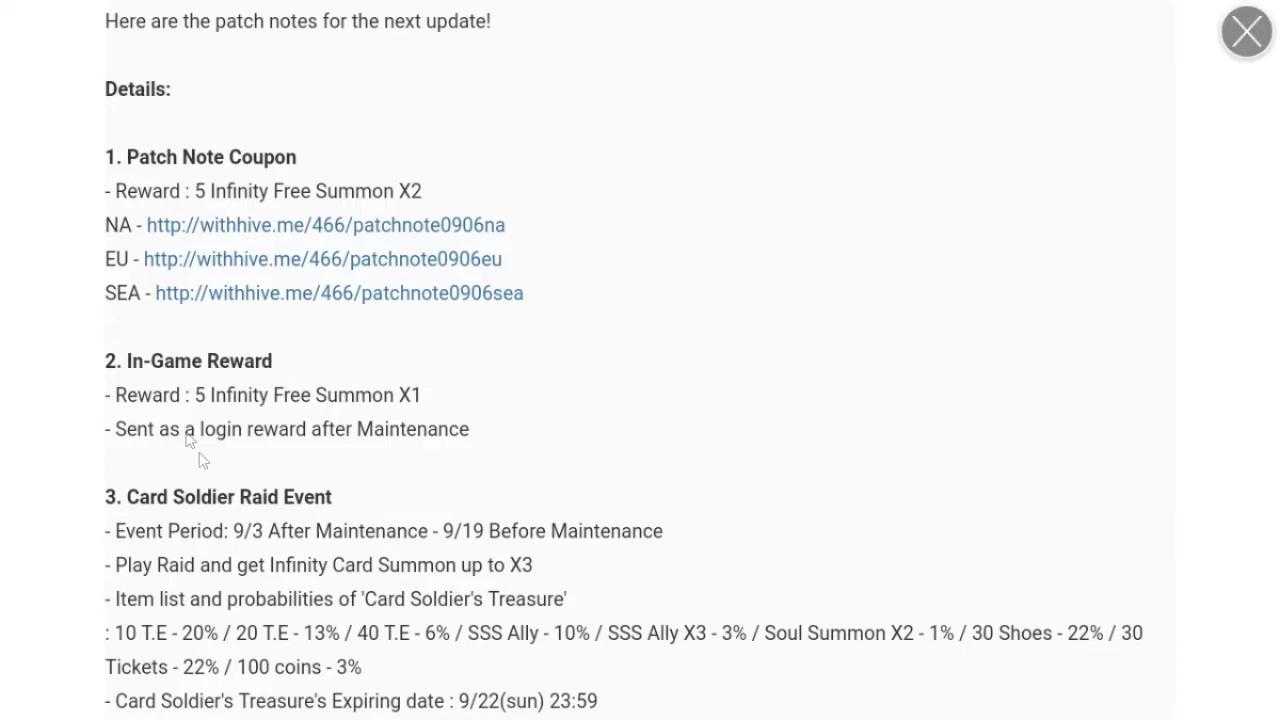 Here are the patch notes for the next update!
Details:
1. Patch Note Coupon
- Reward : 5 Infinity Free Summon X2
NA - http://withhive.me/466/patchnote0906na
EU - http://withhive.me/466/patchnote0906eu
SEA - http://withhive.me/466/patchnote0906sea
2. In-Game Reward
- Reward : 5 Infinity Free Summon X1
- Sent as a login reward after Maintenance
3. Card Soldier Raid Event
- Event Period: 9/3 After Maintenance - 9/19 Before Maintenance
- Play Raid and get Infinity Card Summon up to X3
- Item list and probabilities of 'Card Soldier's Treasure'
: 10 T.E - 20% / 20 T.E - 13% / 40 T.E - 6% / SSS Ally - 10% / SSS Ally X3 - 3% / Soul Summon X2 - 1% / 30 Shoes - 22% / 30
Tickets - 22% / 100 coins - 3%
- Card Soldier's Treasure's Expiring date : 9/22(sun) 23:59